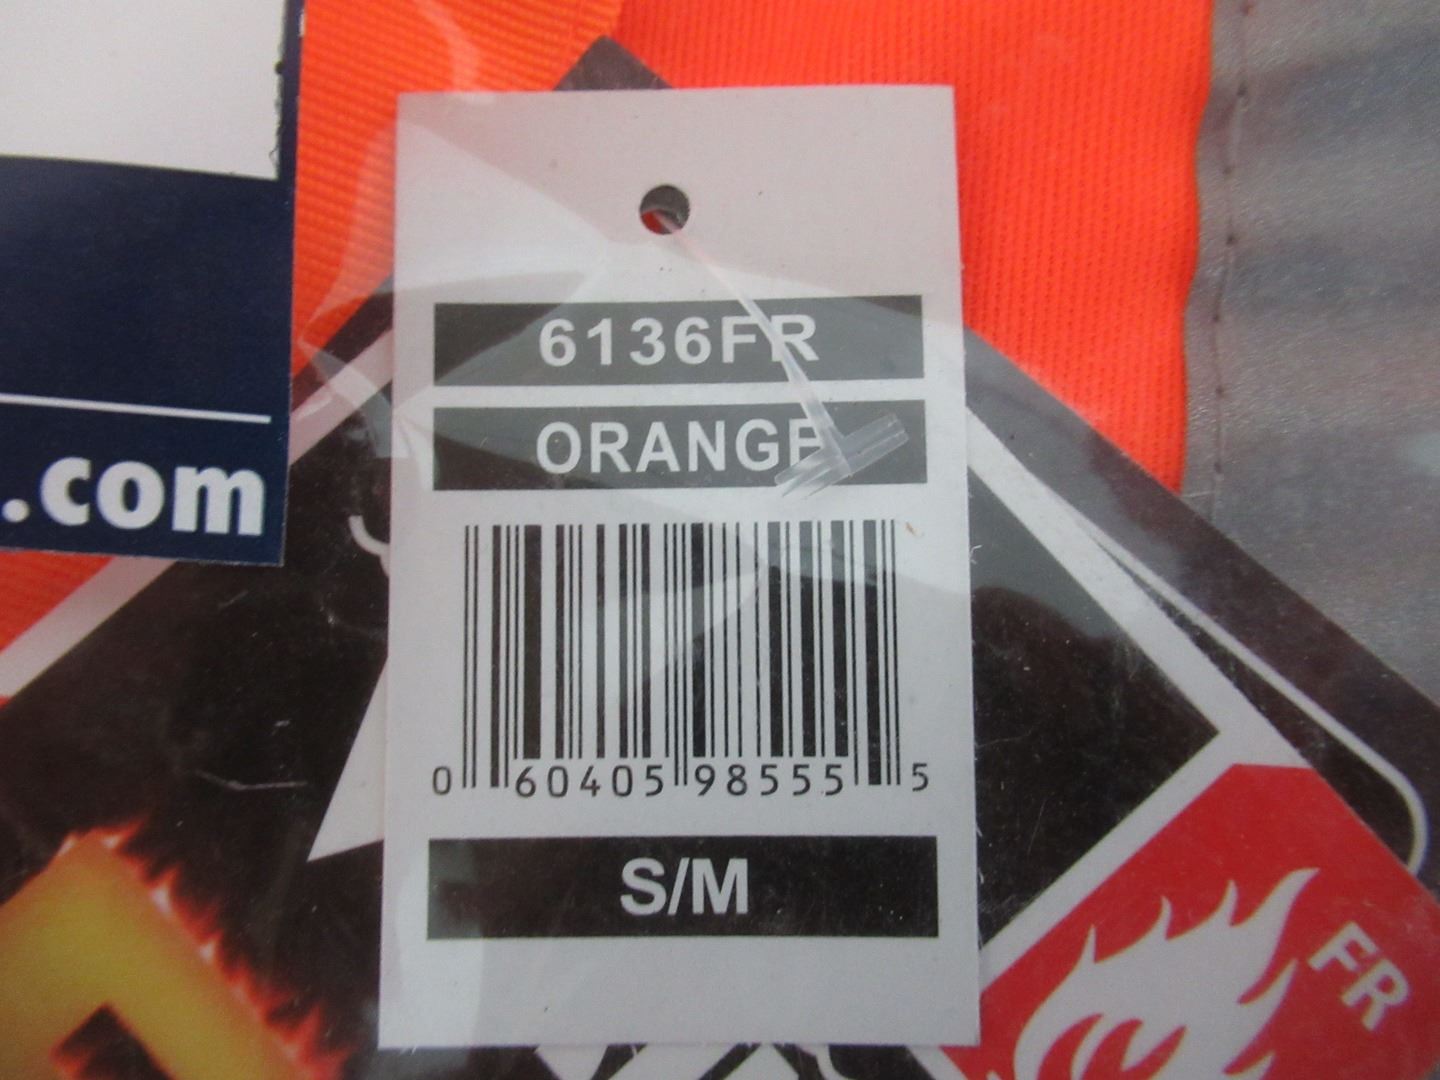 .com
6136FR
ORANGE
0 60405 98555 5
S/M
FR